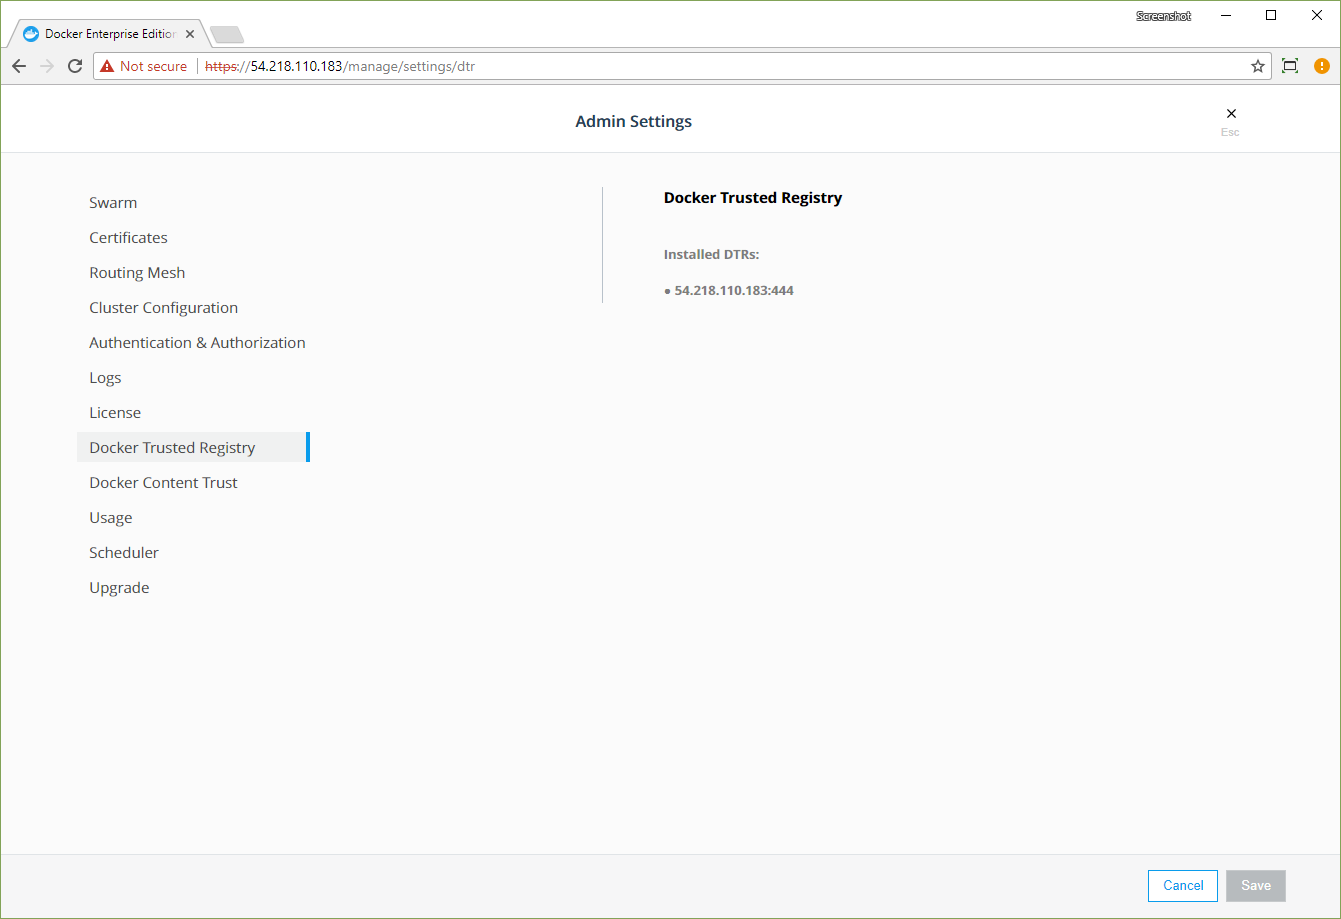 Screenshot
Docker Enterprise Edition
Not secure https://54.218.110.183/manage/settings/dtr
Admin Settings
Esc
Swarm
Certificates
Routing Mesh
Cluster Configuration
Authentication & Authorization
Logs
License
Docker Trusted Registry
Docker Content Trust
Usage
Scheduler
Upgrade
Docker Trusted Registry
Installed DTRs:
• 54.218.110.183:444
Cancel Save